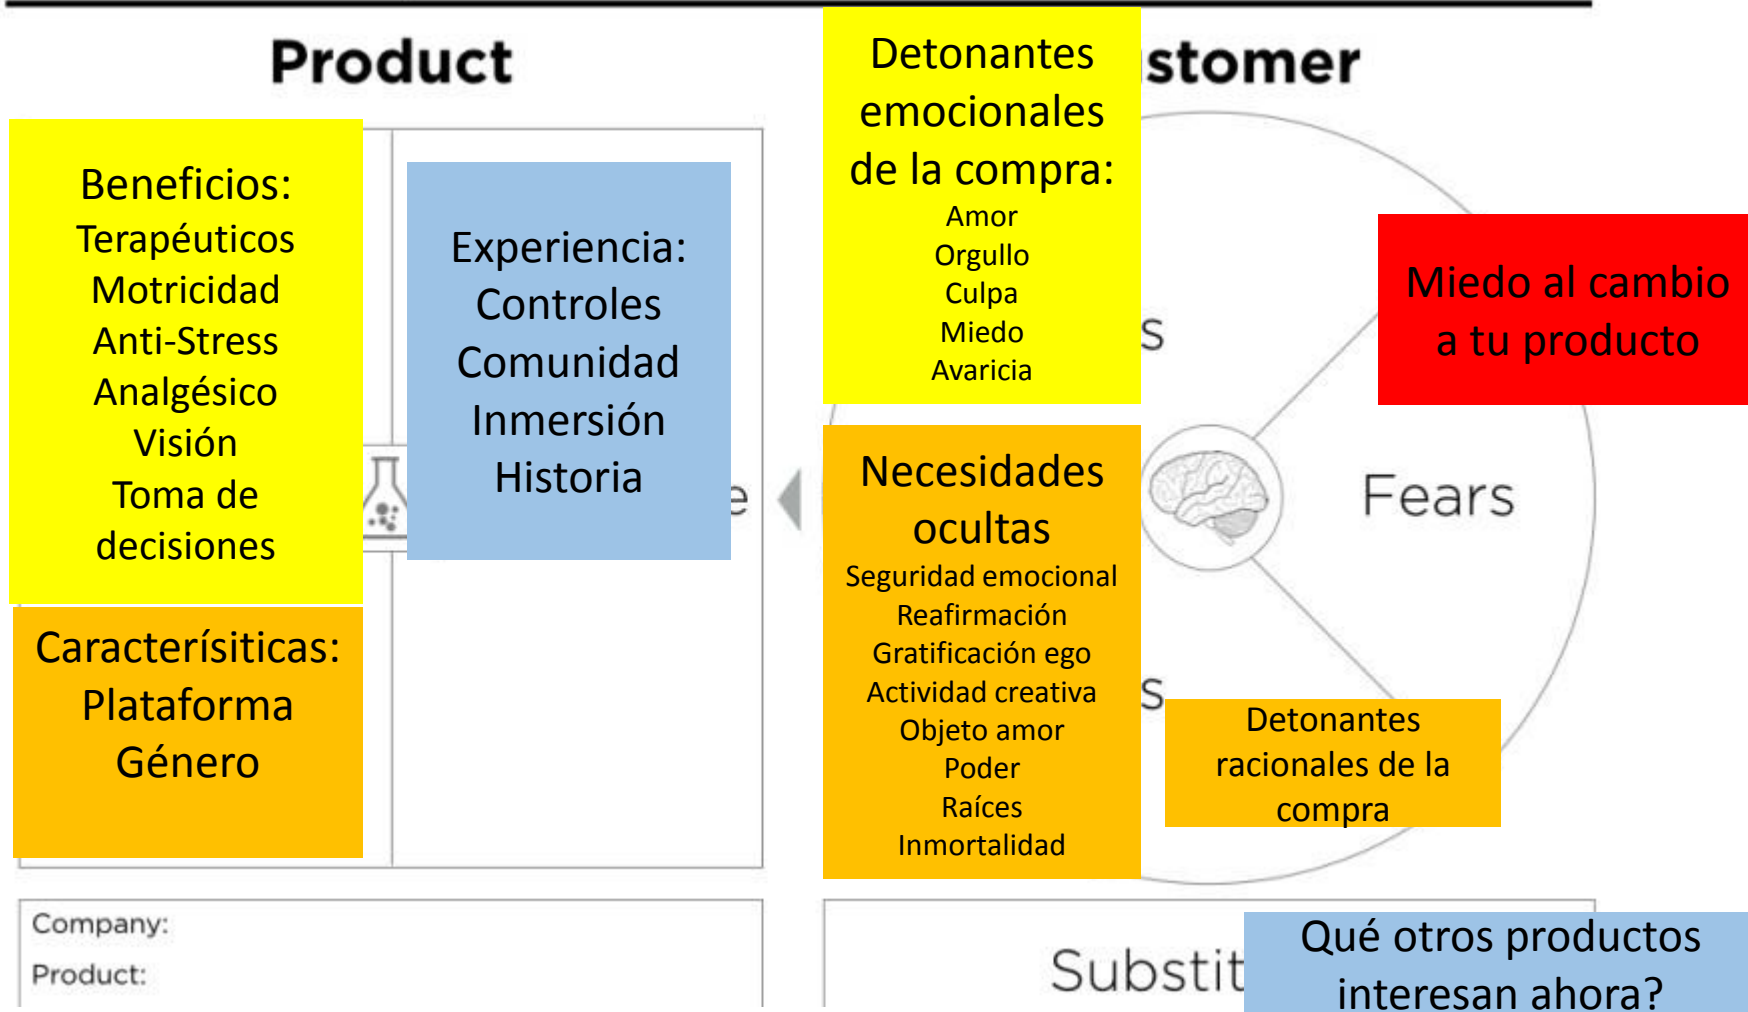 Product
Beneficios:
Terapéuticos
Motricidad
Anti-Stress
Analgésico
Visión
Toma de
decisiones
Caracterísiticas:
Plataforma
Género
Experiencia:
Controles
Comunidad
Inmersión
Historia
e
Company:
Product:
stomer
Detonantes
emocionales
de la compra:
Amor
Orgullo
Culpa
Miedo
Avaricia
Necesidades
ocultas
Seguridad emocional
Reafirmación
Gratificación ego
Actividad creativa
Objeto amor
Poder
Raíces
Inmortalidad
s
Miedo al cambio
a tu producto
Fears
s
Detonantes
racionales de la
compra
Substit
Qué otros productos
interesan ahora?